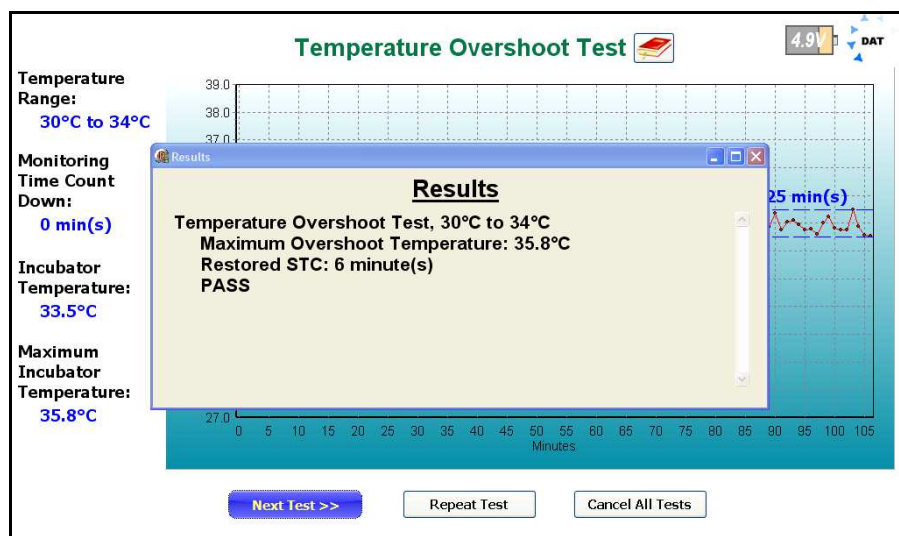 Temperature Overshoot Test
4.9V
DAT
Temperature
Range:
30°C to 34°C
Monitoring
Time Count
Down:
0 min(s)
Incubator
Temperature:
33.5°C
Maximum
Incubator
Temperature:
35.8°C
39.0
38.0
37.0
25 min(s)
Results
Results
Temperature Overshoot Test, 30°C to 34°C
Maximum Overshoot Temperature: 35.8°C
Restored STC: 6 minute(s)
PASS
27.0
0 5 10 15 20 25 30 35 40 45 50 55 60 65 70 75 80 85 90 95 100 105
Minutes
Next Test >>
Repeat Test
Cancel All Tests